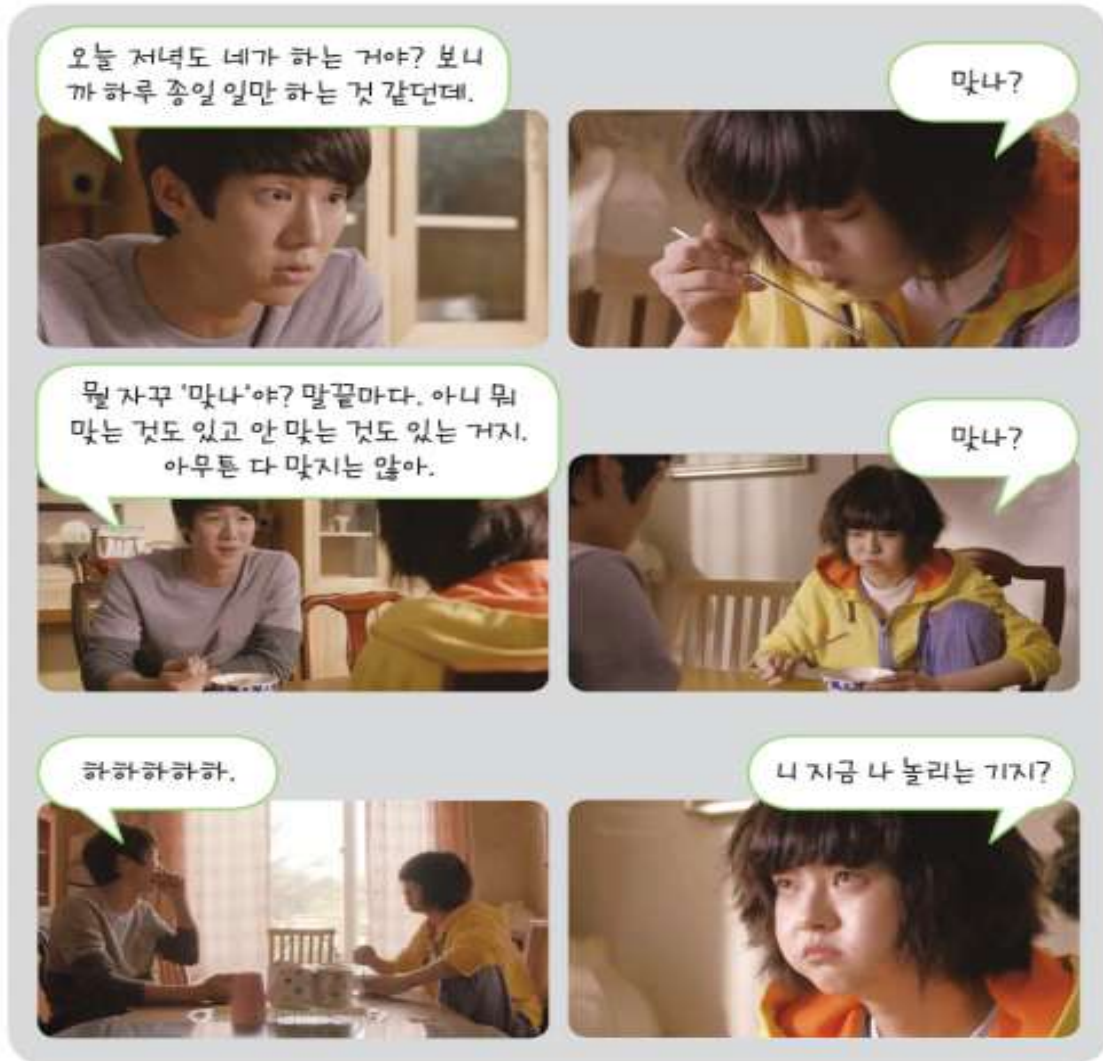 오늘 저녁도 네가 하는 거야? 보니
까 하루 종일 일만 하는 것 같던데.
맞나?
뭘 자꾸 '맞나'야? 말끝마다. 아니 뭐
맞는 것도 있고 안 맞는 것도 있는 거지.
아무튼 다 맞지는 않아.
맞나?
하하하하하.
니 지금 나 놀리는 기지?